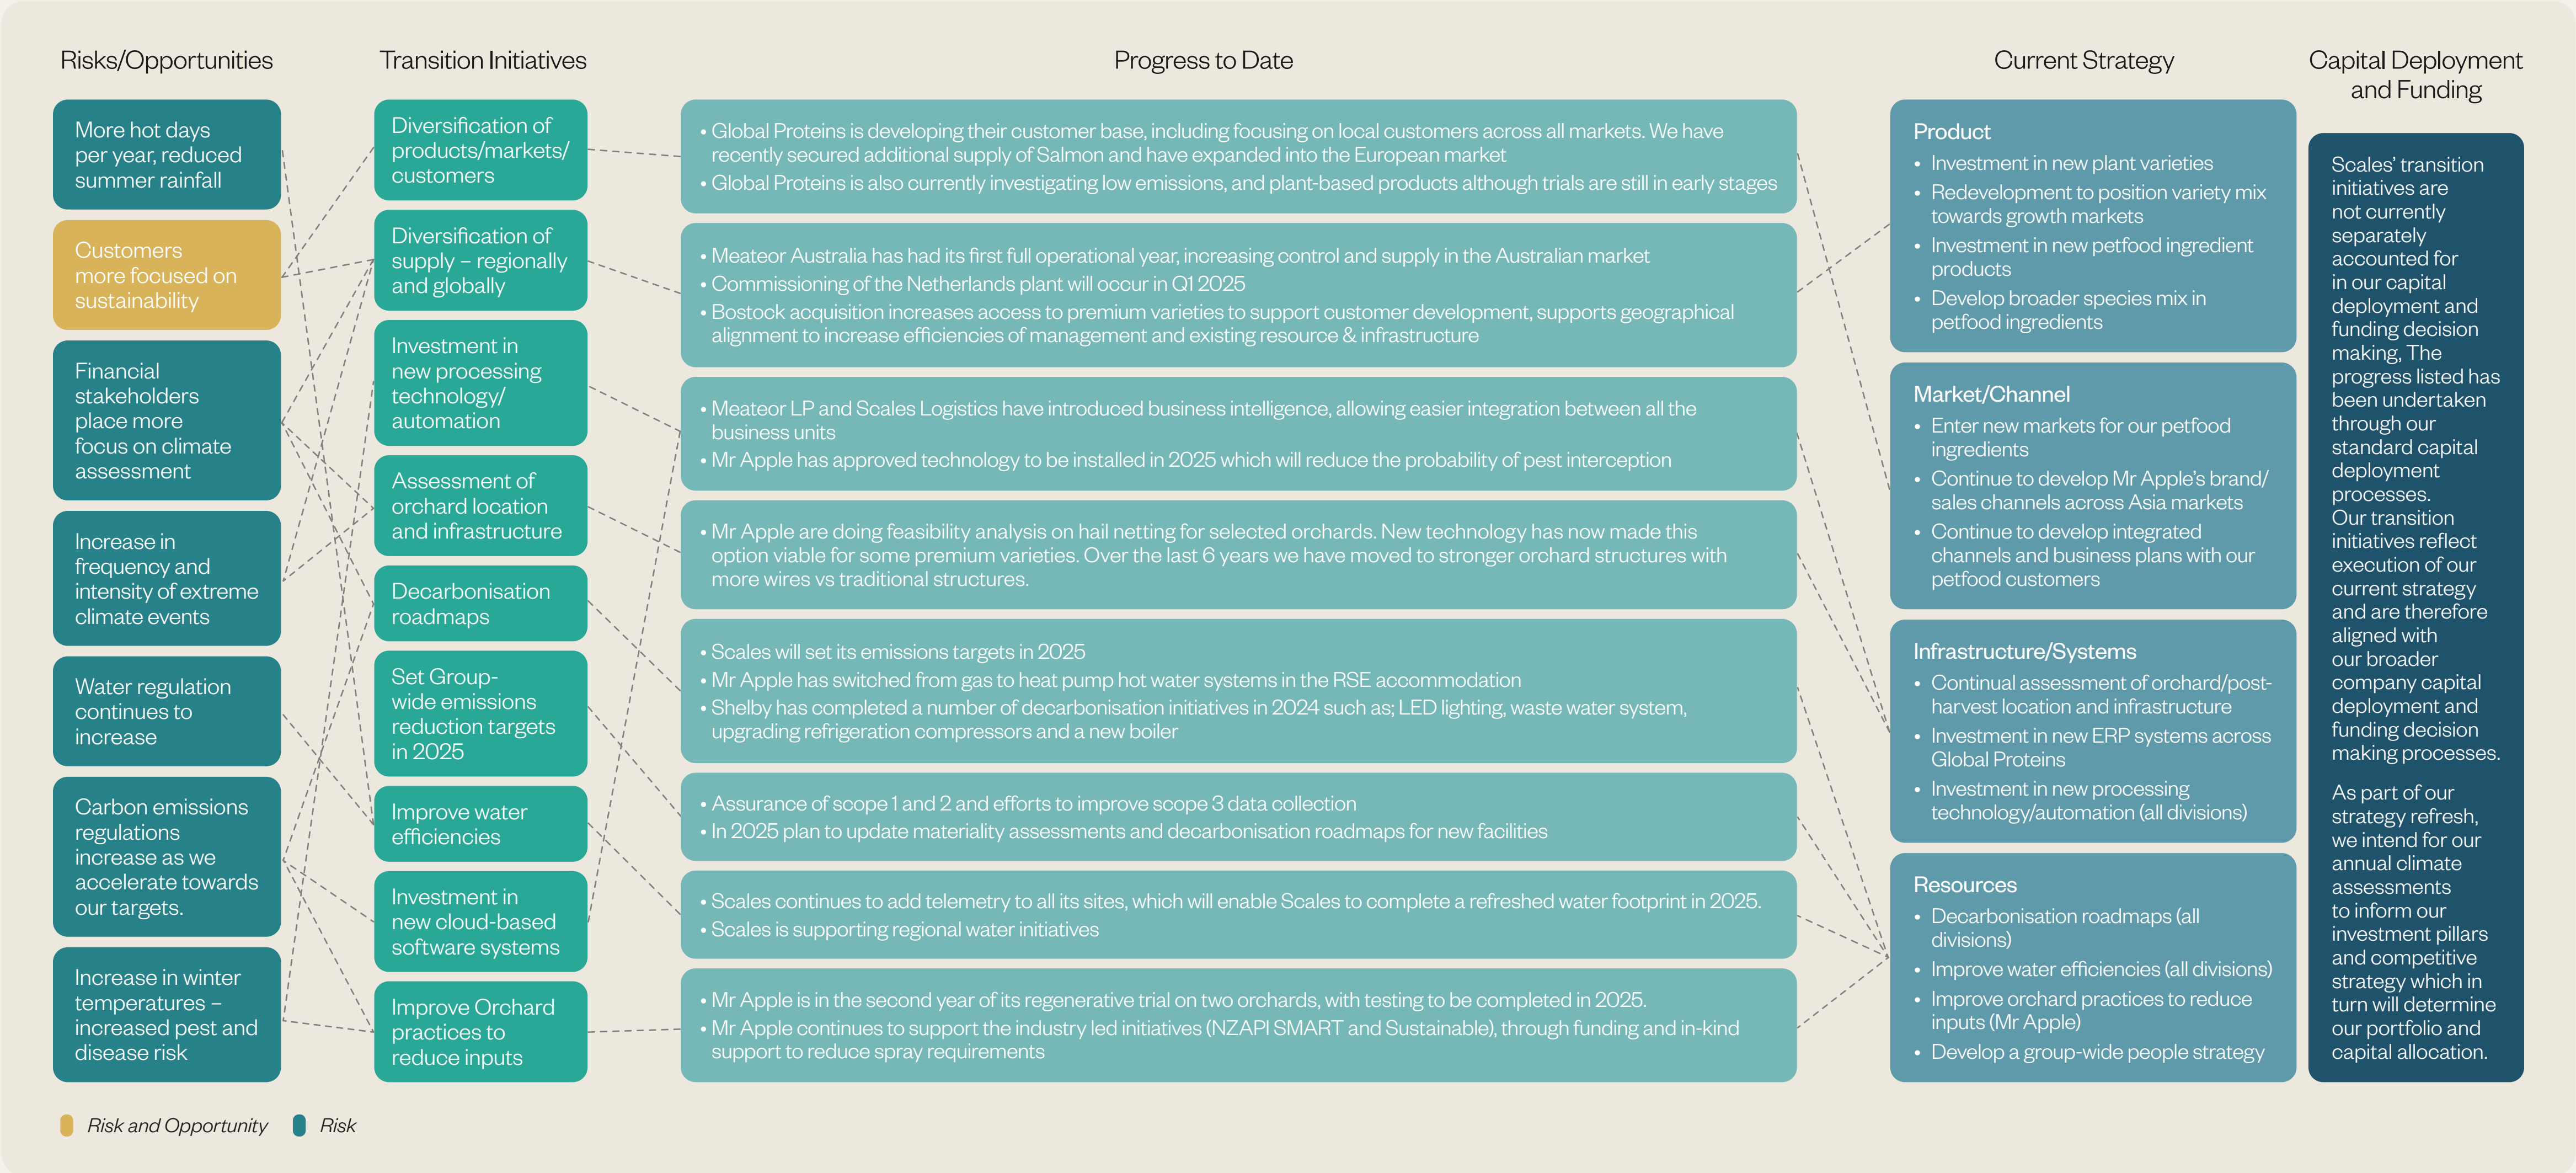 Risks/Opportunities
Transition Initiatives
Progress to Date
Current Strategy
Capital Deployment
and Funding
More hot days
per year, reduced
summer rainfall
Customers
more focused on
sustainability
Financial
stakeholders
place more
focus on climate
assessment
Increase in
frequency and
intensity of extreme
climate events
Water regulation
continues to
increase
Carbon emissions
regulations
increase as we
accelerate towards
our targets.
Increase in winter
temperatures –
increased pest and
disease risk
Diversification of
products/markets/
customers
Diversification of
supply – regionally
and globally
Investment in
new processing
technology/
automation
Assessment of
orchard location
and infrastructure
Decarbonisation
roadmaps
Set Group-
wide emissions
reduction targets
in 2025
Improve water
efficiencies
Investment in
new cloud-based
software systems
Improve Orchard
practices to
reduce inputs
• Global Proteins is developing their customer base, including focusing on local customers across all markets. We have
recently secured additional supply of Salmon and have expanded into the European market
• Global Proteins is also currently investigating low emissions, and plant-based products although trials are still in early stages
• Meateor Australia has had its first full operational year, increasing control and supply in the Australian market
• Commissioning of the Netherlands plant will occur in Q1 2025
• Bostock acquisition increases access to premium varieties to support customer development, supports geographical
alignment to increase efficiencies of management and existing resource & infrastructure
• Meateor LP and Scales Logistics have introduced business intelligence, allowing easier integration between all the
business units
• Mr Apple has approved technology to be installed in 2025 which will reduce the probability of pest interception
• Mr Apple are doing feasibility analysis on hail netting for selected orchards. New technology has now made this
option viable for some premium varieties. Over the last 6 years we have moved to stronger orchard structures with
more wires vs traditional structures.
• Scales will set its emissions targets in 2025
• Mr Apple has switched from gas to heat pump hot water systems in the RSE accommodation
• Shelby has completed a number of decarbonisation initiatives in 2024 such as; LED lighting, waste water system,
upgrading refrigeration compressors and a new boiler
• Assurance of scope 1 and 2 and efforts to improve scope 3 data collection
• In 2025 plan to update materiality assessments and decarbonisation roadmaps for new facilities
• Scales continues to add telemetry to all its sites, which will enable Scales to complete a refreshed water footprint in 2025.
• Scales is supporting regional water initiatives
• Mr Apple is in the second year of its regenerative trial on two orchards, with testing to be completed in 2025.
• Mr Apple continues to support the industry led initiatives (NZAPI SMART and Sustainable), through funding and in-kind
support to reduce spray requirements
Product
• Investment in new plant varieties
• Redevelopment to position variety mix
towards growth markets
• Investment in new petfood ingredient
products
• Develop broader species mix in
petfood ingredients
Market/Channel
• Enter new markets for our petfood
ingredients
• Continue to develop Mr Apple's brand/
sales channels across Asia markets
• Continue to develop integrated
channels and business plans with our
petfood customers
Infrastructure/Systems
• Continual assessment of orchard/post-
harvest location and infrastructure
• Investment in new ERP systems across
Global Proteins
• Investment in new processing
technology/automation (all divisions)
Resources
• Decarbonisation roadmaps (all
divisions)
• Improve water efficiencies (all divisions)
• Improve orchard practices to reduce
inputs (Mr Apple)
• Develop a group-wide people strategy
Scales' transition
initiatives are
not currently
separately
accounted for
in our capital
deployment and
funding decision
making, The
progress listed has
been undertaken
through our
standard capital
deployment
processes.
Our transition
initiatives reflect
execution of our
current strategy
and are therefore
aligned with
our broader
company capital
deployment and
funding decision
making processes.
As part of our
strategy refresh,
we intend for our
annual climate
assessments
to inform our
investment pillars
and competitive
strategy which in
turn will determine
our portfolio and
capital allocation.
Risk and Opportunity
Risk